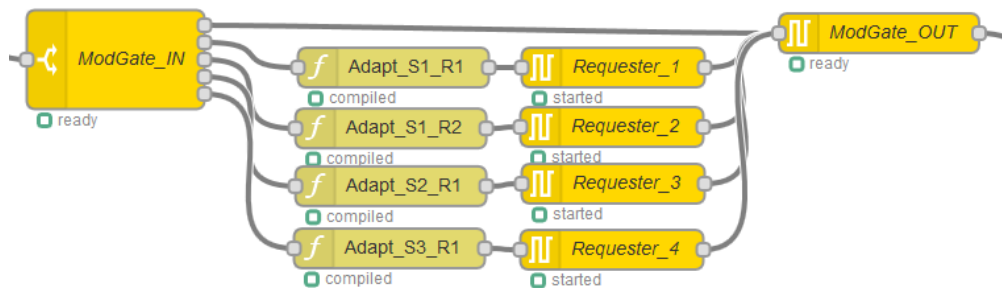 ModGate_IN
ready
Adapt_S1_R1
compiled
Requester_1
started
ModGate_OUT
ready
Adapt_S1_R2
compiled
Requester_2
started
Adapt_S2_R1
compiled
Requester_3
started
Adapt_S3_R1
compiled
Requester_4
started